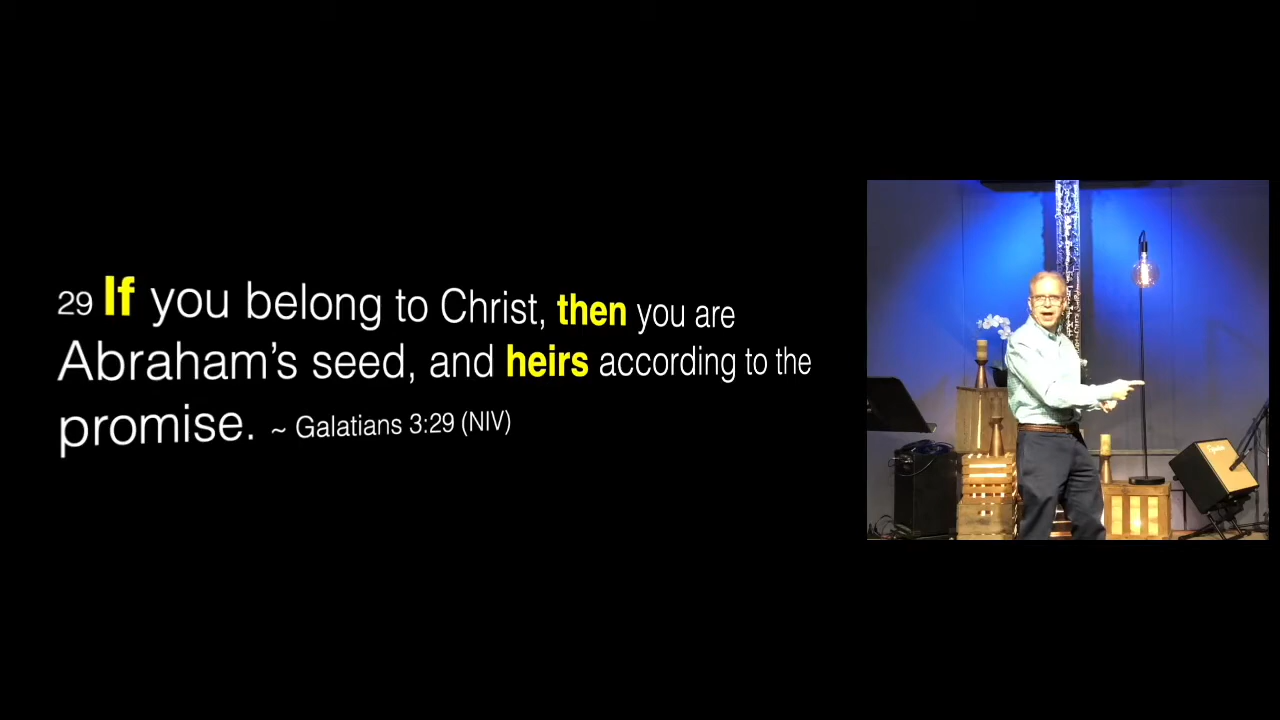 29 If you belong to Christ, then you are
Abraham’s seed, and heirs according to the
promise. ~ Galatians 3:29 (NIV)